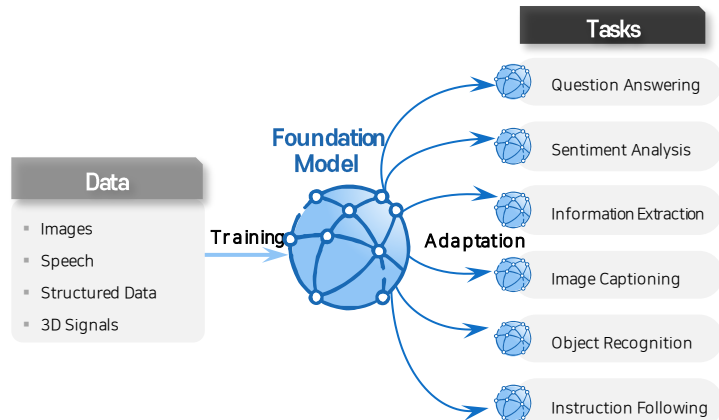 Tasks
Question Answering
Foundation
Model
Sentiment Analysis
Data
Images
Training
Adaptation
Information Extraction
Speech
Structured Data
3D Signals
Image Captioning
Object Recognition
Instruction Following